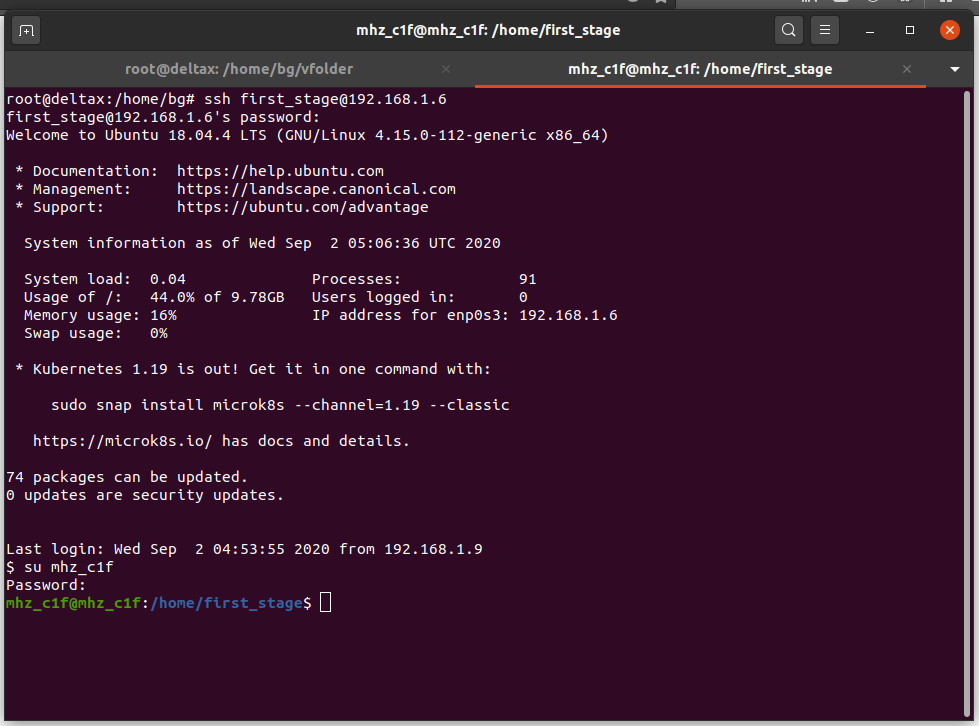 mhz_c1f@mhz_c1f: /home/first_stage
root@deltax: /home/bg/vfolder
mhz_c1f@mhz_c1f: /home/first_stage
root@deltax:/home/bg# ssh first_stage@192.168.1.6
first_stage@192.168.1.6's password:
Welcome to Ubuntu 18.04.4 LTS (GNU/Linux 4.15.0-112-generic x86_64)
* Documentation:  https://help.ubuntu.com
* Management:     https://landscape.canonical.com
* Support:        https://ubuntu.com/advantage
System information as of Wed Sep  2 05:06:36 UTC 2020
System load:  0.04              Processes:             91
Usage of /:   44.0% of 9.78GB   Users logged in:       0
Memory usage: 16%               IP address for enp0s3: 192.168.1.6
Swap usage:   0%
* Kubernetes 1.19 is out! Get it in one command with:
sudo snap install microk8s --channel=1.19 --classic
https://microk8s.io/ has docs and details.
74 packages can be updated.
0 updates are security updates.
Last login: Wed Sep  2 04:53:55 2020 from 192.168.1.9
$ su mhz_c1f
Password:
mhz_c1f@mhz_c1f:/home/first_stage$